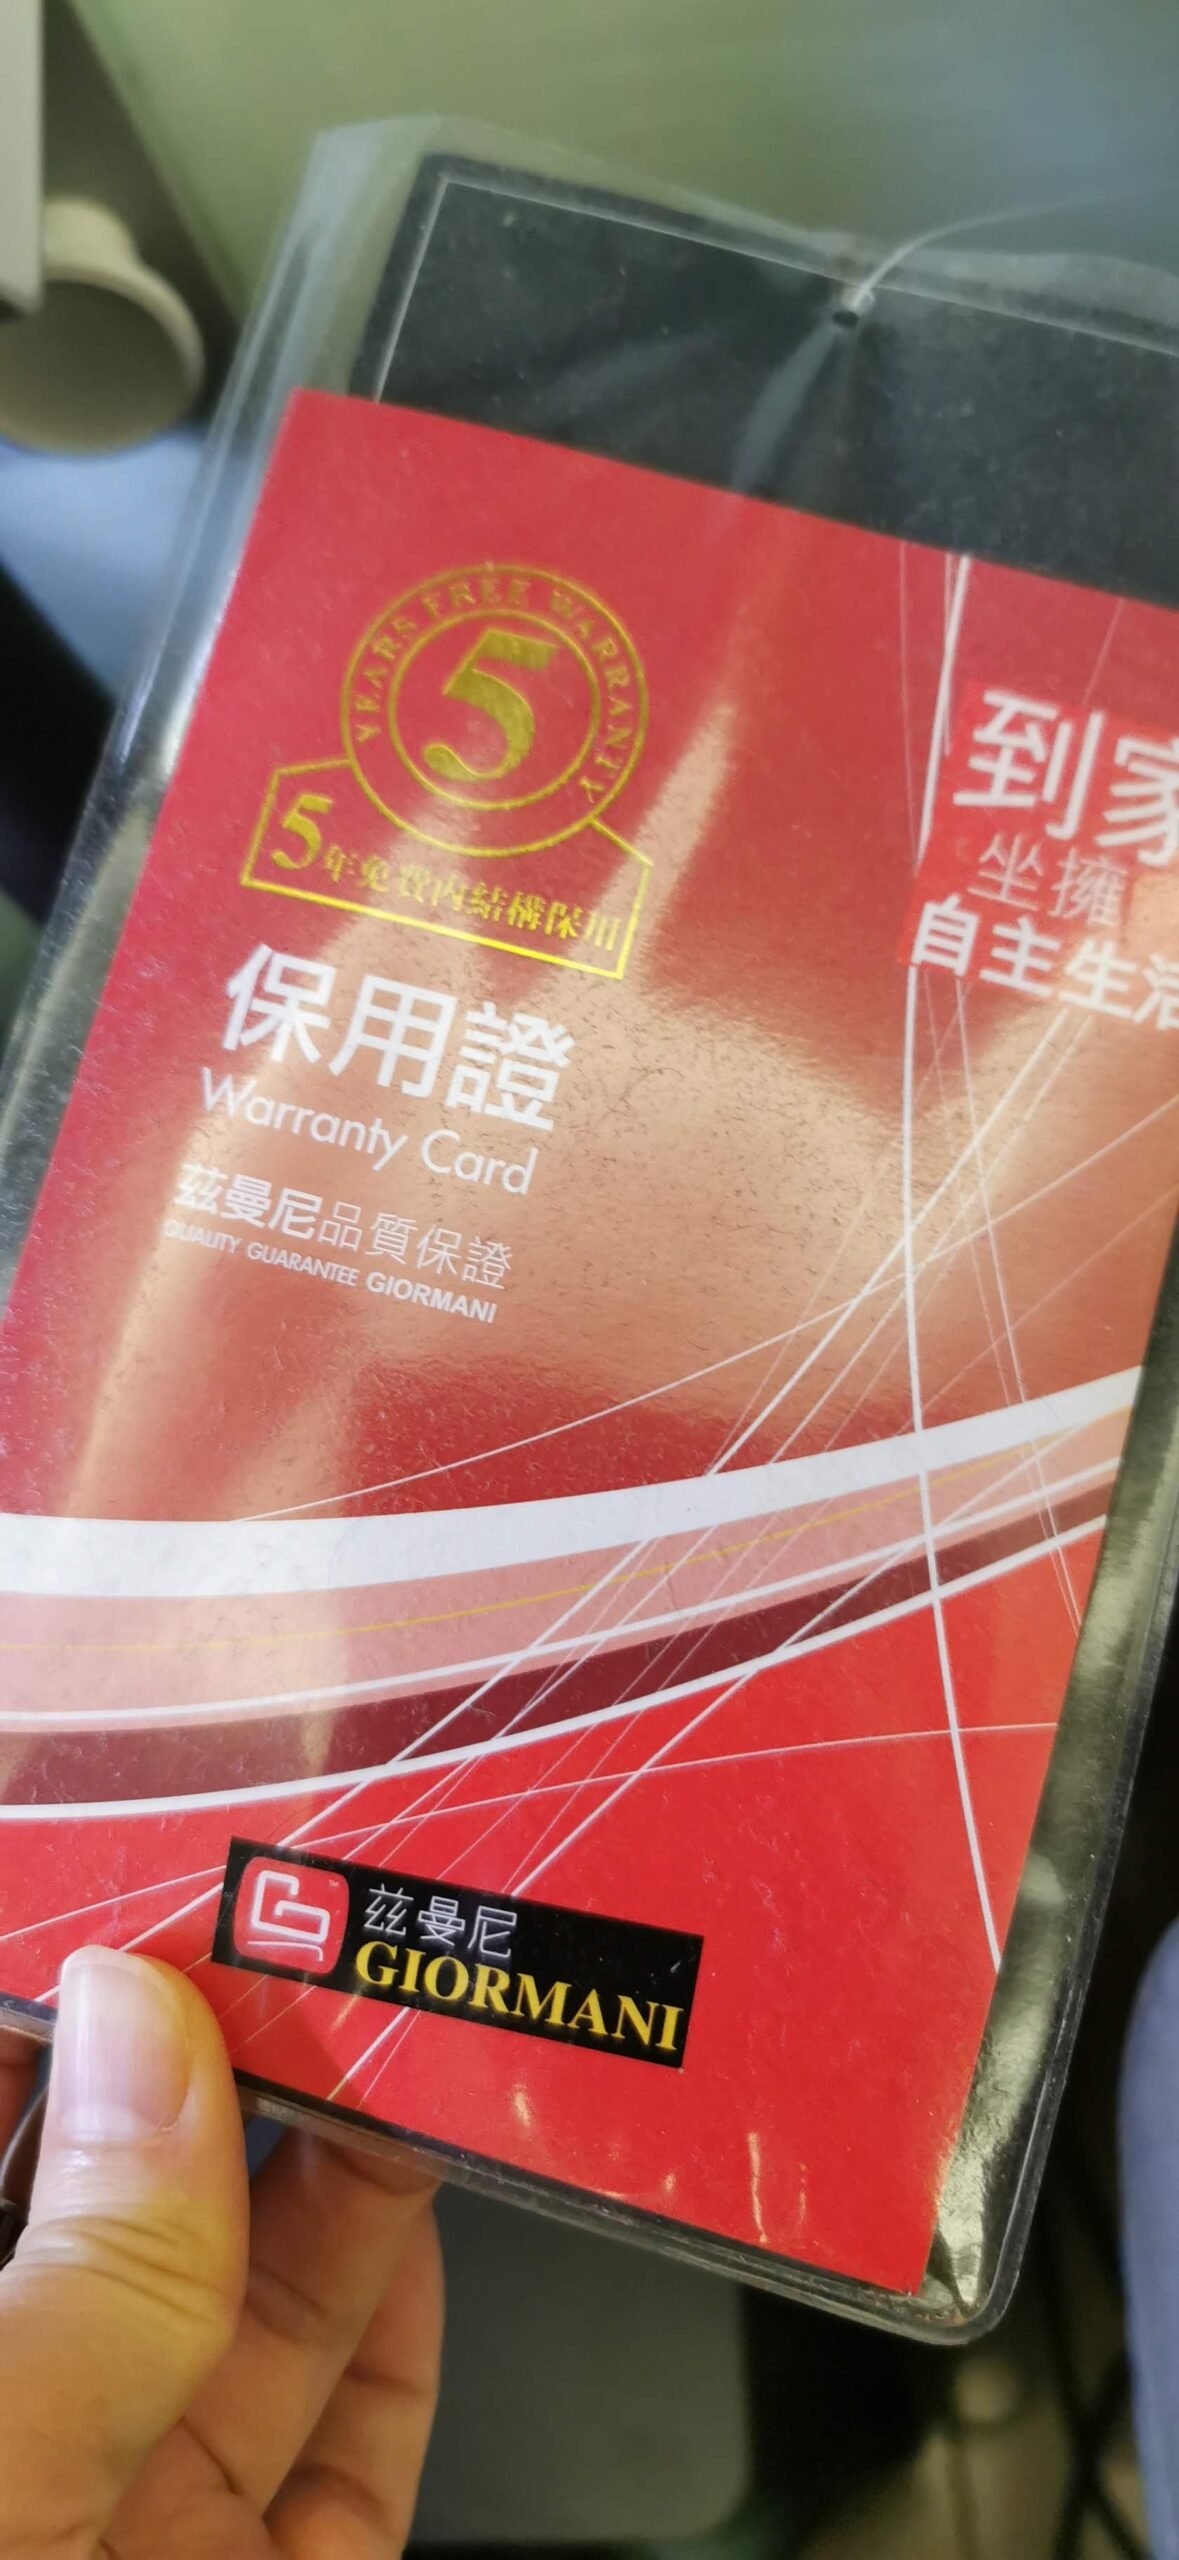 YEARS FREE WARRANTY
5
5年免費內結構保用
到家
坐擁
自主生活
保用證
Warranty Card
茲曼尼品質保證
QUALITY GUARANTEE GIORMANI
茲曼尼
GIORMANI